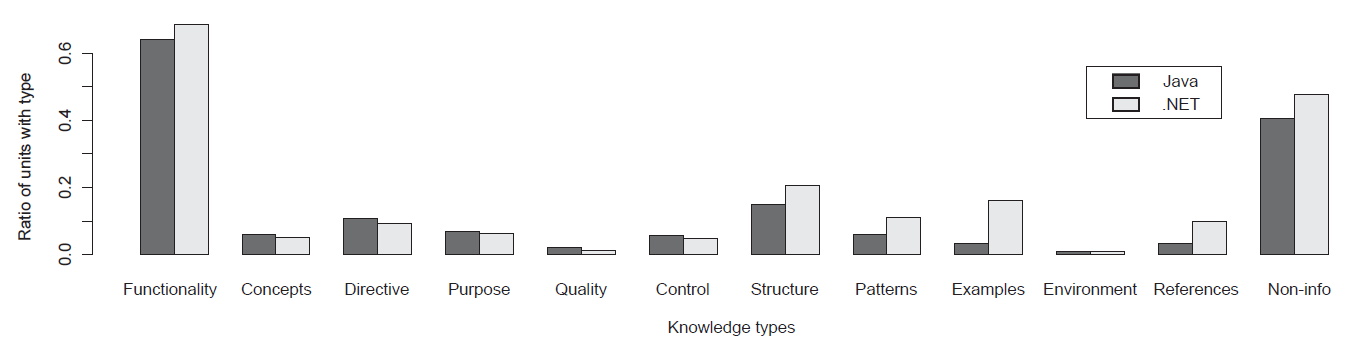 Ratio of units with type
0.6
0.4
0.2
0.0
Java
.NET
Functionality Concepts Directive Purpose Quality Control Structure Patterns Examples Environment References Non-info
Knowledge types